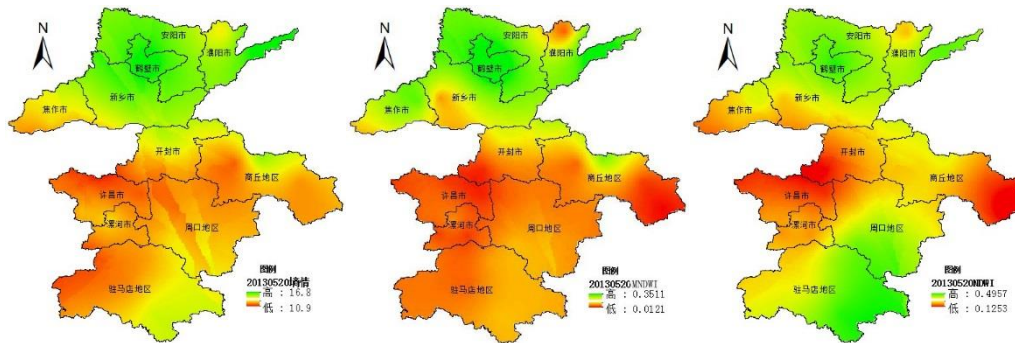 N
安阳市
濮阳市
鹤壁市
新乡市
焦作市
开封市
商丘地区
许昌市
漯河市
周口地区
驻马店地区
图例
20130520墒情
高 : 16.8
低 : 10.9
N
安阳市
濮阳市
鹤壁市
新乡市
焦作市
开封市
商丘地区
许昌市
漯河市
周口地区
驻马店地区
图例
20130520MNDWI
高 : 0.3511
低 : 0.0121
N
安阳市
濮阳市
鹤壁市
新乡市
焦作市
开封市
商丘地区
许昌市
漯河市
周口地区
驻马店地区
图例
20130520NDWI
高 : 0.4957
低 : 0.1253